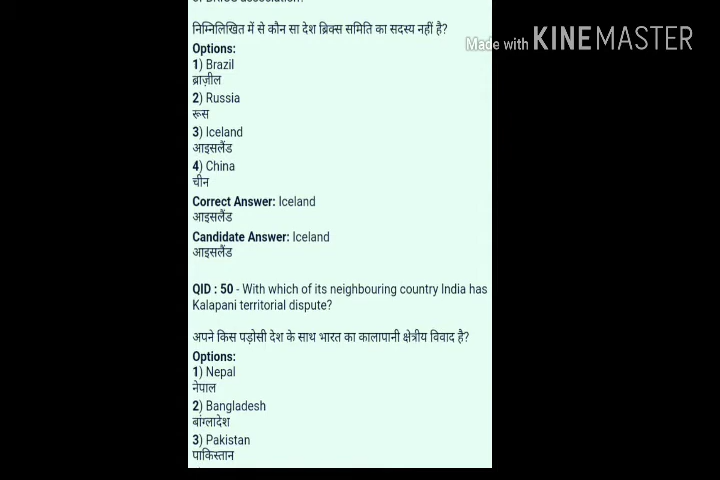 निम्निलिखित में से कौन सा देश ब्रिक्स समिति का सदस्य नहीं है?
Made with KINEMASTER
Options:
1) Brazil
ब्राज़ील
2) Russia
रूस
3) Iceland
आइसलैंड
4) China
चीन
Correct Answer: Iceland
आइसलैंड
Candidate Answer: Iceland
आइसलैंड
QID : 50 - With which of its neighbouring country India has
Kalapani territorial dispute?
अपने किस पड़ोसी देश के साथ भारत का कालापानी क्षेत्रीय विवाद है?
Options:
1) Nepal
नेपाल
2) Bangladesh
बांग्लादेश
3) Pakistan
पाकिस्तान